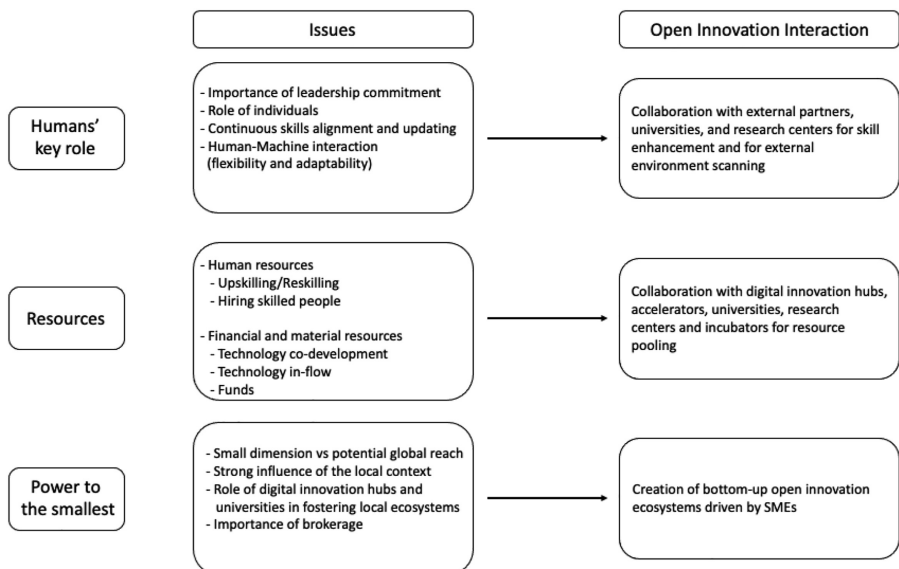 Issues
Open Innovation Interaction
Humans’
key role
- Importance of leadership commitment
- Role of individuals
- Continuous skills alignment and updating
- Human-Machine interaction
(flexibility and adaptability)
Collaboration with external partners,
universities, and research centers for skill
enhancement and for external
environment scanning
Resources
- Human resources
- Upskilling/Reskilling
- Hiring skilled people
- Financial and material resources
- Technology co-development
- Technology in-flow
- Funds
Collaboration with digital innovation hubs,
accelerators, universities, research
centers and incubators for resource
pooling
Power to
the smallest
- Small dimension vs potential global reach
- Strong influence of the local context
- Role of digital innovation hubs and
universities in fostering local ecosystems
- Importance of brokerage
Creation of bottom-up open innovation
ecosystems driven by SMEs